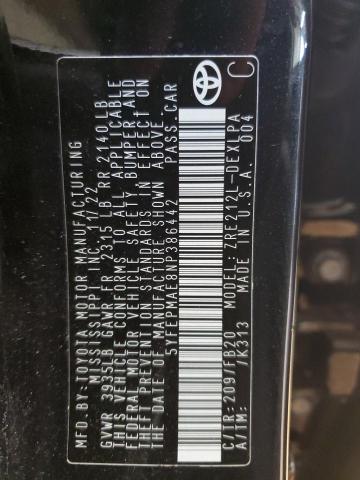 MFD. BY: TOYOTA MOTOR MANUFACTURING
MISSISSIPPI, INC. 11/22
GVWR 3935LB GAWR FR 2315 LB RR 2140LB
THIS VEHICLE CONFORMS TO ALL APPLICABLE
FEDERAL MOTOR VEHICLE SAFETY, BUMPER, AND
THEFT PREVENTION STANDARDS IN EFFECT ON
THE DATE OF MANUFACTURE SHOWN ABOVE.
5YFEPMAE8NP386442 PASS.CAR
C
C/TR: 209/FB20 MODEL: ZRE212L-DEXLPA
A/TM: /K313 MADE IN U.S.A. 004